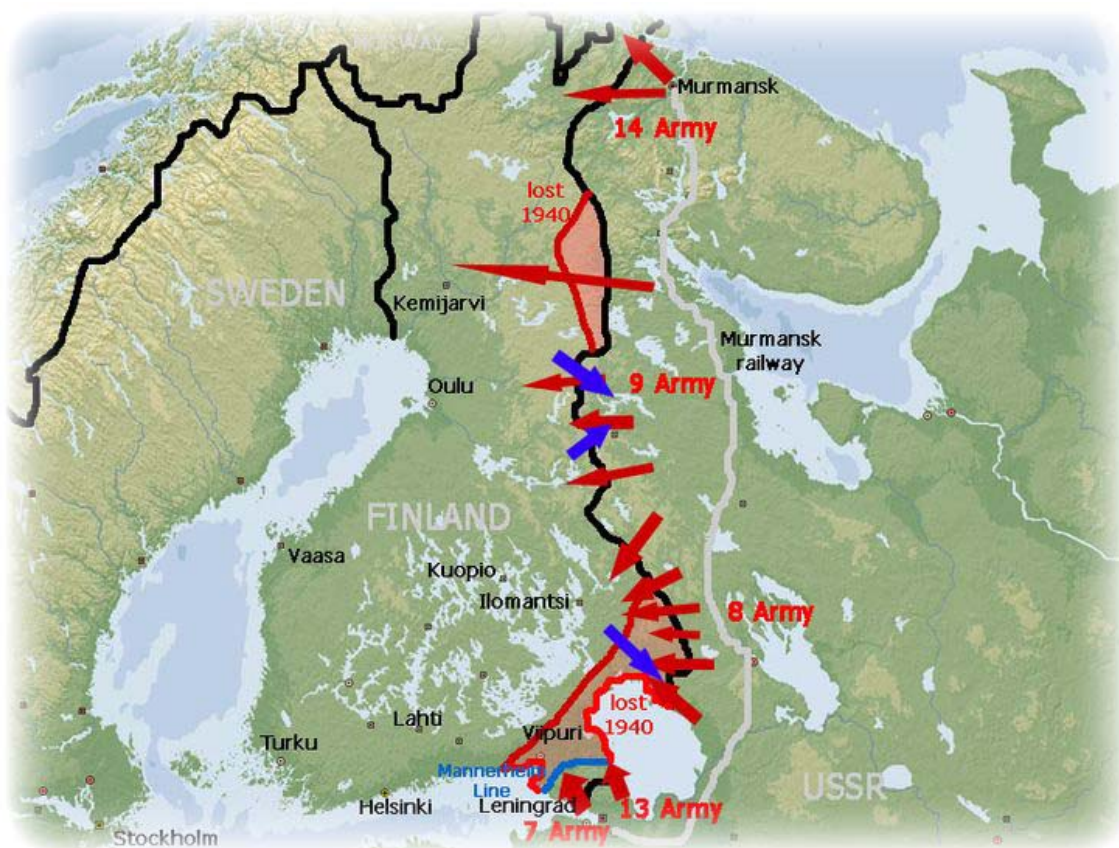 NORWAY
Murmansk
14 Army
lost
1940
SWEDEN
Kemijarvi
Murmansk
railway
Oulu
9 Army
FINLAND
Vaasa
Kuopio
Ilomantsi
8 Army
lost
1940
Lahti
Viipuri
Turku
Mannerheim
Line
USSR
Helsinki
Leningrad
13 Army
7 Army
Stockholm